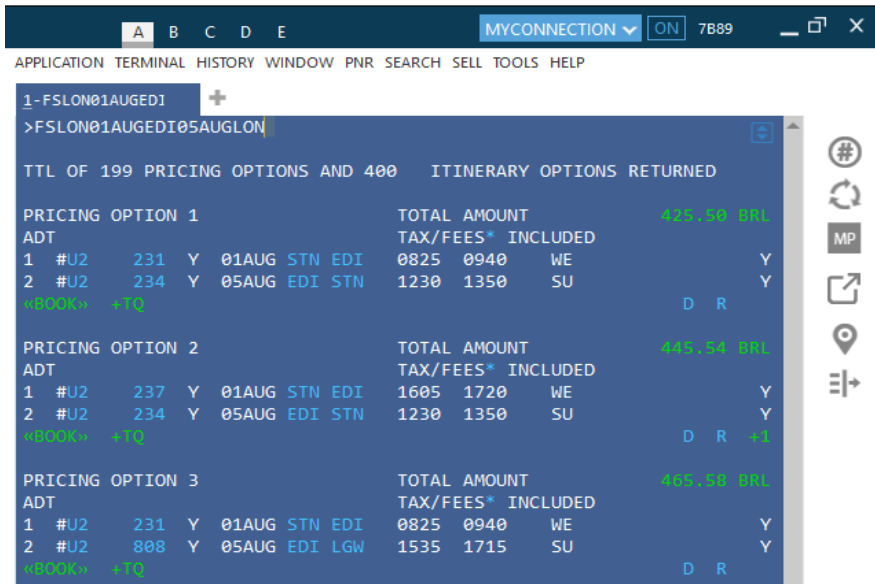 A B C D E MYCONNECTION ON 7B89
APPLICATION TERMINAL HISTORY WINDOW PNR SEARCH SELL TOOLS HELP
1-FSLON01AUGEDI
>FSLON01AUGEDI05AUGLON
TTL OF 199 PRICING OPTIONS AND 400 ITINERARY OPTIONS RETURNED
PRICING OPTION 1 TOTAL AMOUNT 425.50 BRL
ADT TAX/FEES* INCLUDED
1 #U2 231 Y 01AUG STN EDI 0825 0940 WE Y
2 #U2 234 Y 05AUG EDI STN 1230 1350 SU Y
«BOOK» +TQ D R
PRICING OPTION 2 TOTAL AMOUNT 445.54 BRL
ADT TAX/FEES* INCLUDED
1 #U2 237 Y 01AUG STN EDI 1605 1720 WE Y
2 #U2 234 Y 05AUG EDI STN 1230 1350 SU Y
«BOOK» +TQ D R +1
PRICING OPTION 3 TOTAL AMOUNT 465.58 BRL
ADT TAX/FEES* INCLUDED
1 #U2 231 Y 01AUG STN EDI 0825 0940 WE Y
2 #U2 808 Y 05AUG EDI LGW 1535 1715 SU Y
«BOOK» +TQ D R
#
MP